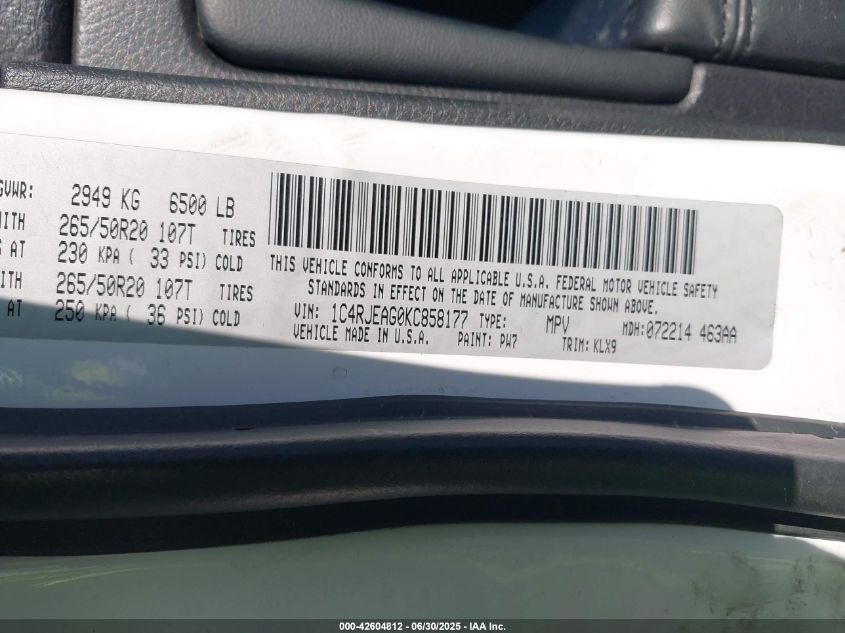 GVWR: 2949 KG 6500 LB
WITH 265/50R20 107T TIRES
S AT 230 KPA ( 33 PSI) COLD
WITH 265/50R20 107T TIRES
AT 250 KPA ( 36 PSI) COLD
THIS VEHICLE CONFORMS TO ALL APPLICABLE U.S.A. FEDERAL MOTOR VEHICLE SAFETY
STANDARDS IN EFFECT ON THE DATE OF MANUFACTURE SHOWN ABOVE.
VIN: 1C4RJEAG0KC858177 TYPE: MPV MDH:072214 463AA
VEHICLE MADE IN U.S.A. PAINT: PW7 TRIM: KLX9
000-42604812 - 06/30/2025 - IAA Inc.